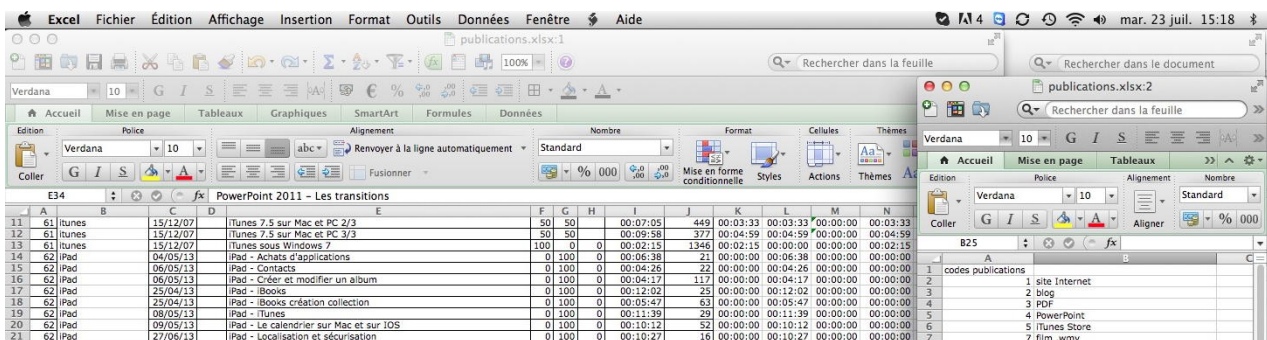 Excel Fichier Édition Affichage Insertion Format Outils Données Fenêtre Aide 4 mar. 23 juil. 15:18
publications.xlsx:1
100% Rechercher dans la feuille Rechercher dans le document
Verdana 10 G I S € % 000
Accueil Mise en page Tableaux Graphiques SmartArt Formules Données
Edition Police Alignement Nombre Format Cellules Thèmes
Verdana 10 abc Renvoyer à la ligne automatiquement Standard
Coller G I S A Fusionner % 000 Mise en forme conditionnelle Styles Actions Thèmes Aa
E34 fx PowerPoint 2011 - Les transitions
A B C D E F G H I J K L M N
11 61 itunes 15/12/07 iTunes 7.5 sur Mac et PC 2/3 50 50 00:07:05 449 00:03:33 00:03:33 00:00:00 00:03:33
12 61 itunes 15/12/07 iTunes 7.5 sur Mac et PC 3/3 50 50 00:09:58 377 00:04:59 00:04:59 00:00:00 00:04:59
13 61 itunes 15/12/07 iTunes sous Windows 7 100 0 0 00:02:15 1346 00:02:15 00:00:00 00:00:00 00:02:15
14 62 iPad 04/05/13 iPad - Achats d'applications 0 100 0 00:06:38 21 00:00:00 00:06:38 00:00:00 00:00:00
15 62 iPad 06/05/13 iPad - Contacts 0 100 0 00:04:26 22 00:00:00 00:04:26 00:00:00 00:00:00
16 62 iPad 06/05/13 iPad - Créer et modifier un album 0 100 0 00:04:17 117 00:00:00 00:04:17 00:00:00 00:00:00
17 62 iPad 25/04/13 iPad - iBooks 0 100 0 00:12:02 25 00:00:00 00:12:02 00:00:00 00:00:00
18 62 iPad 25/04/13 iPad - iBooks création collection 0 100 0 00:05:47 63 00:00:00 00:05:47 00:00:00 00:00:00
19 62 iPad 08/05/13 iPad - iTunes 0 100 0 00:11:39 29 00:00:00 00:11:39 00:00:00 00:00:00
20 62 iPad 09/05/13 iPad - Le calendrier sur Mac et sur IOS 0 100 0 00:10:12 52 00:00:00 00:10:12 00:00:00 00:00:00
21 62 iPad 27/06/13 iPad - Localisation et sécurisation 0 100 0 00:10:27 16 00:00:00 00:10:27 00:00:00 00:00:00
publications.xlsx:2
Rechercher dans la feuille
Verdana 10 G I S
Accueil Mise en page Tableaux
Edition Police Alignement Nombre
Verdana 10 Standard
Coller G I S A Aligner % 000
B25 fx
A B C
1 codes publications
2 1 site Internet
3 2 blog
4 3 PDF
5 4 PowerPoint
6 5 iTunes Store
7 7 film .wmv